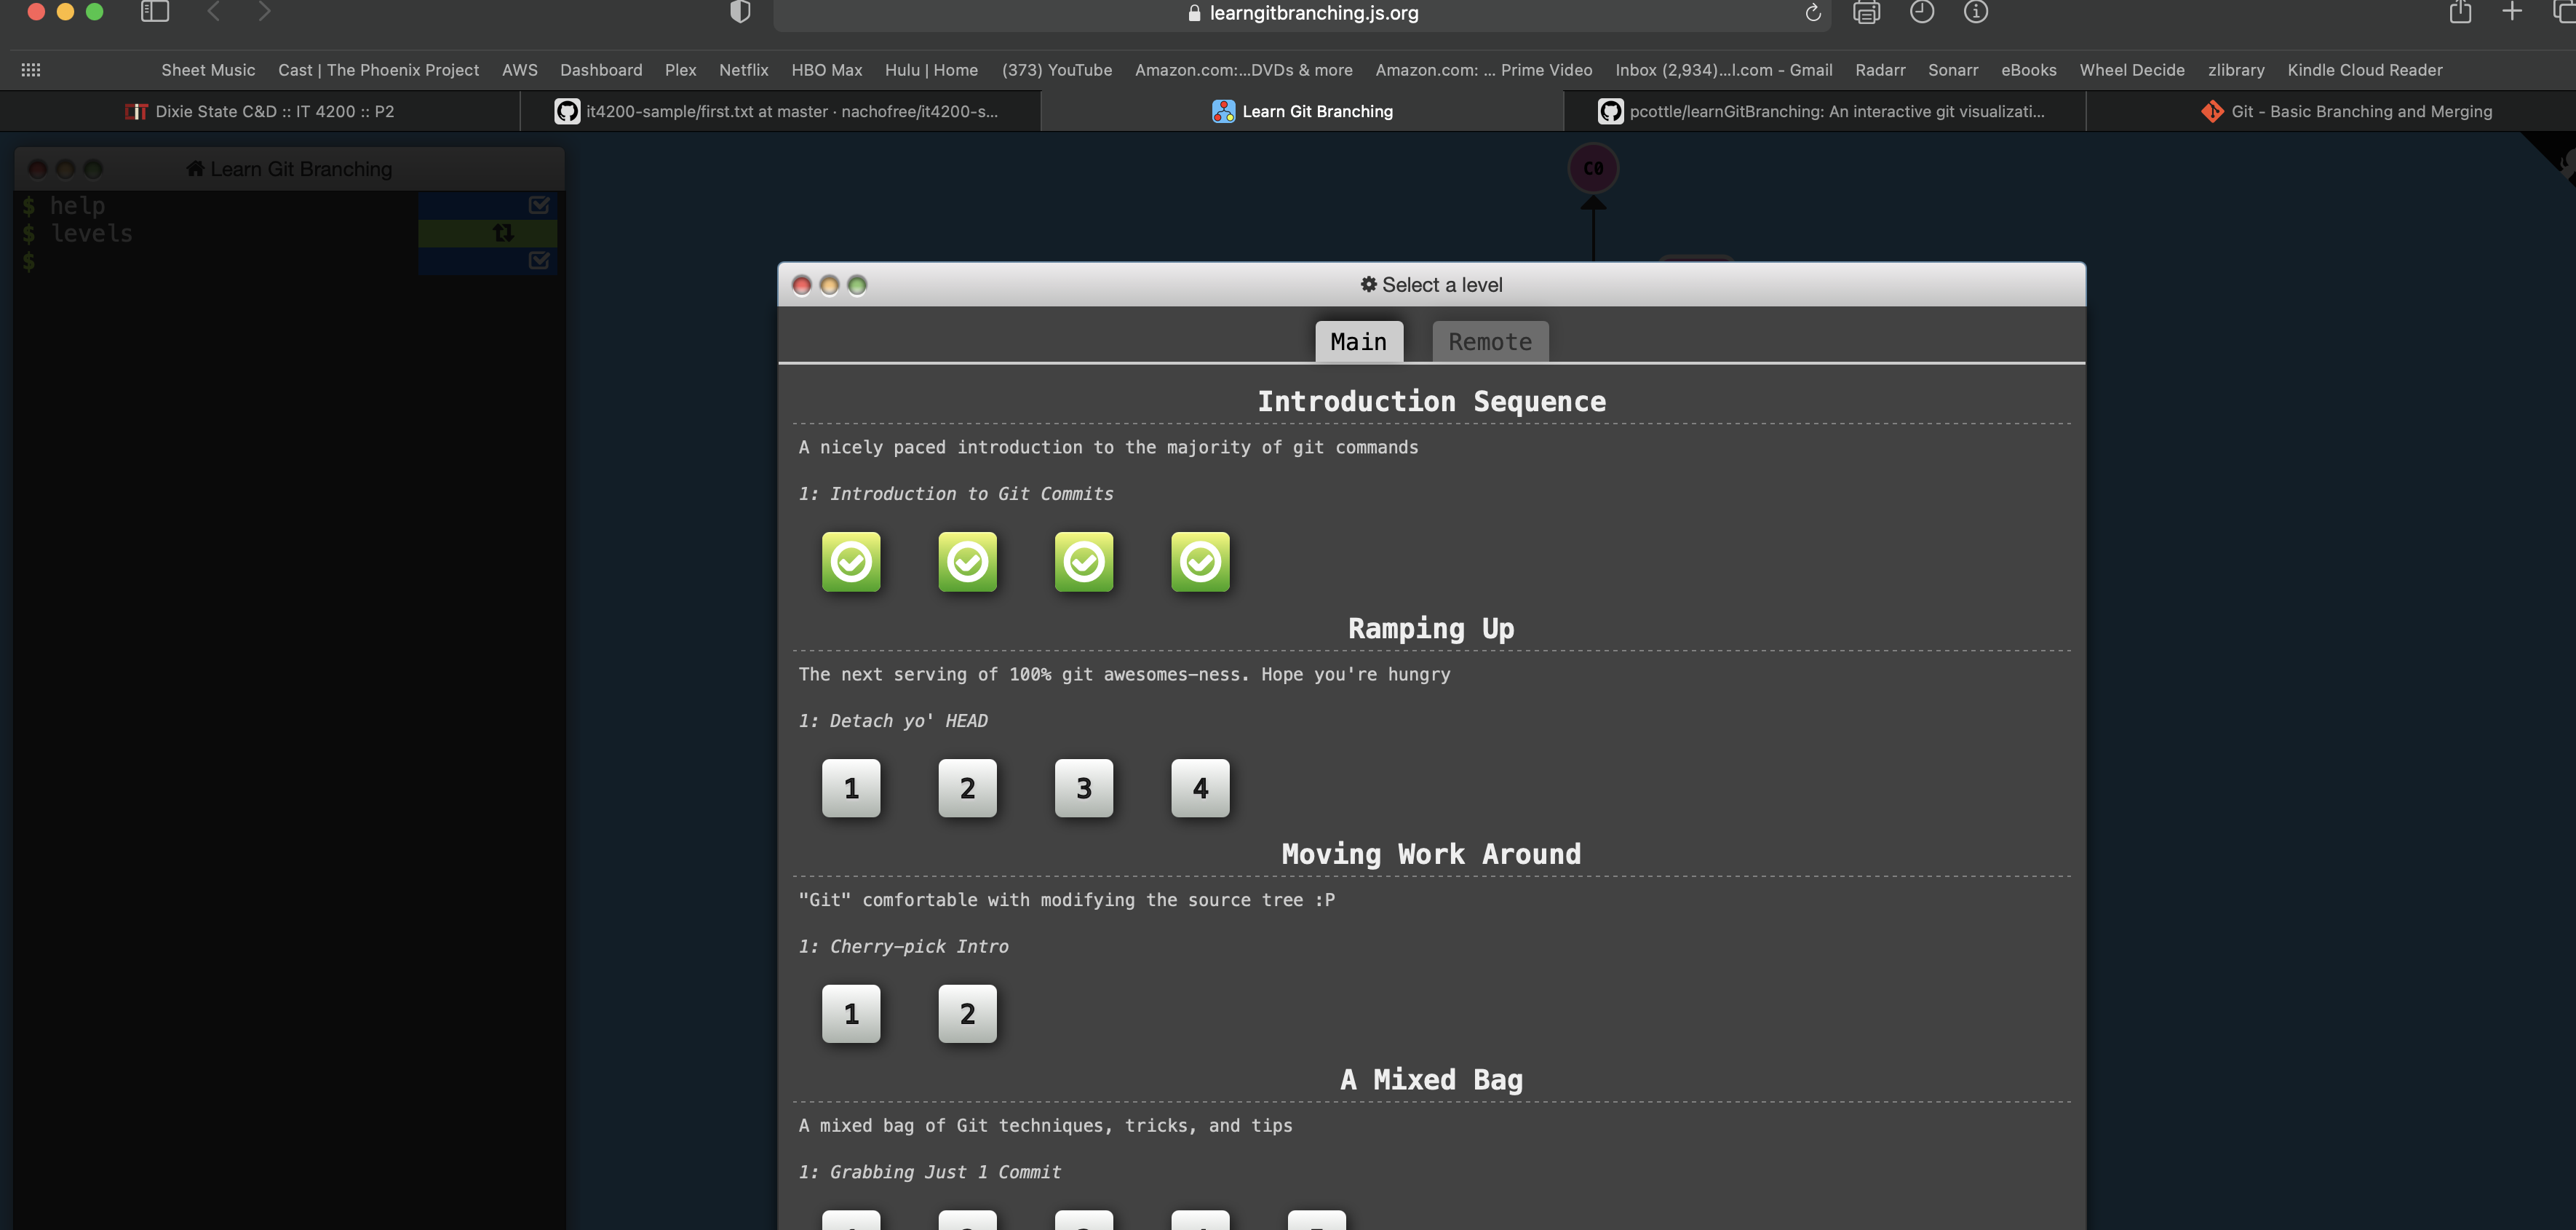 learngitbranching.js.org
Sheet Music Cast | The Phoenix Project AWS Dashboard Plex Netflix HBO Max Hulu | Home (373) YouTube Amazon.com:...DVDs & more Amazon.com: ... Prime Video Inbox (2,934)...l.com - Gmail Radarr Sonarr eBooks Wheel Decide zlibrary Kindle Cloud Reader
Dixie State C&D :: IT 4200 :: P2 it4200-sample/first.txt at master · nachofree/it4200-s... Learn Git Branching pcottle/learnGitBranching: An interactive git visualizati... Git - Basic Branching and Merging
Learn Git Branching
$ help
$ levels
$
C0
Select a level
Main Remote
Introduction Sequence
A nicely paced introduction to the majority of git commands
1: Introduction to Git Commits
Ramping Up
The next serving of 100% git awesomes-ness. Hope you're hungry
1: Detach yo' HEAD
1 2 3 4
Moving Work Around
"Git" comfortable with modifying the source tree :P
1: Cherry-pick Intro
1 2
A Mixed Bag
A mixed bag of Git techniques, tricks, and tips
1: Grabbing Just 1 Commit